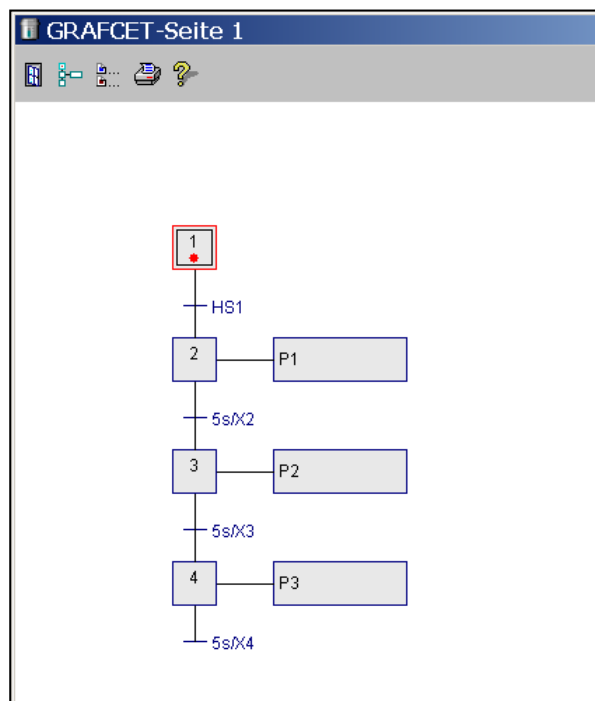 GRAFCET-Seite 1
1
HS1
2
P1
5s/X2
3
P2
5s/X3
4
P3
5s/X4